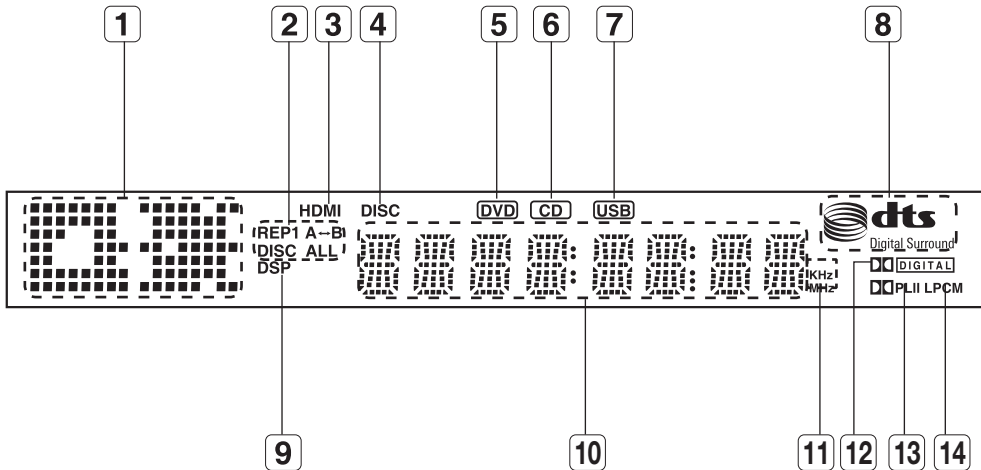 1 2 3 4 5 6 7 8
HDMI DISC DVD CD USB
REP1 A↔B
DISC ALL
DSP
dts
Digital Surround
KHz
MHz
DIGITAL
PLII LPCM
9 10 11 12 13 14